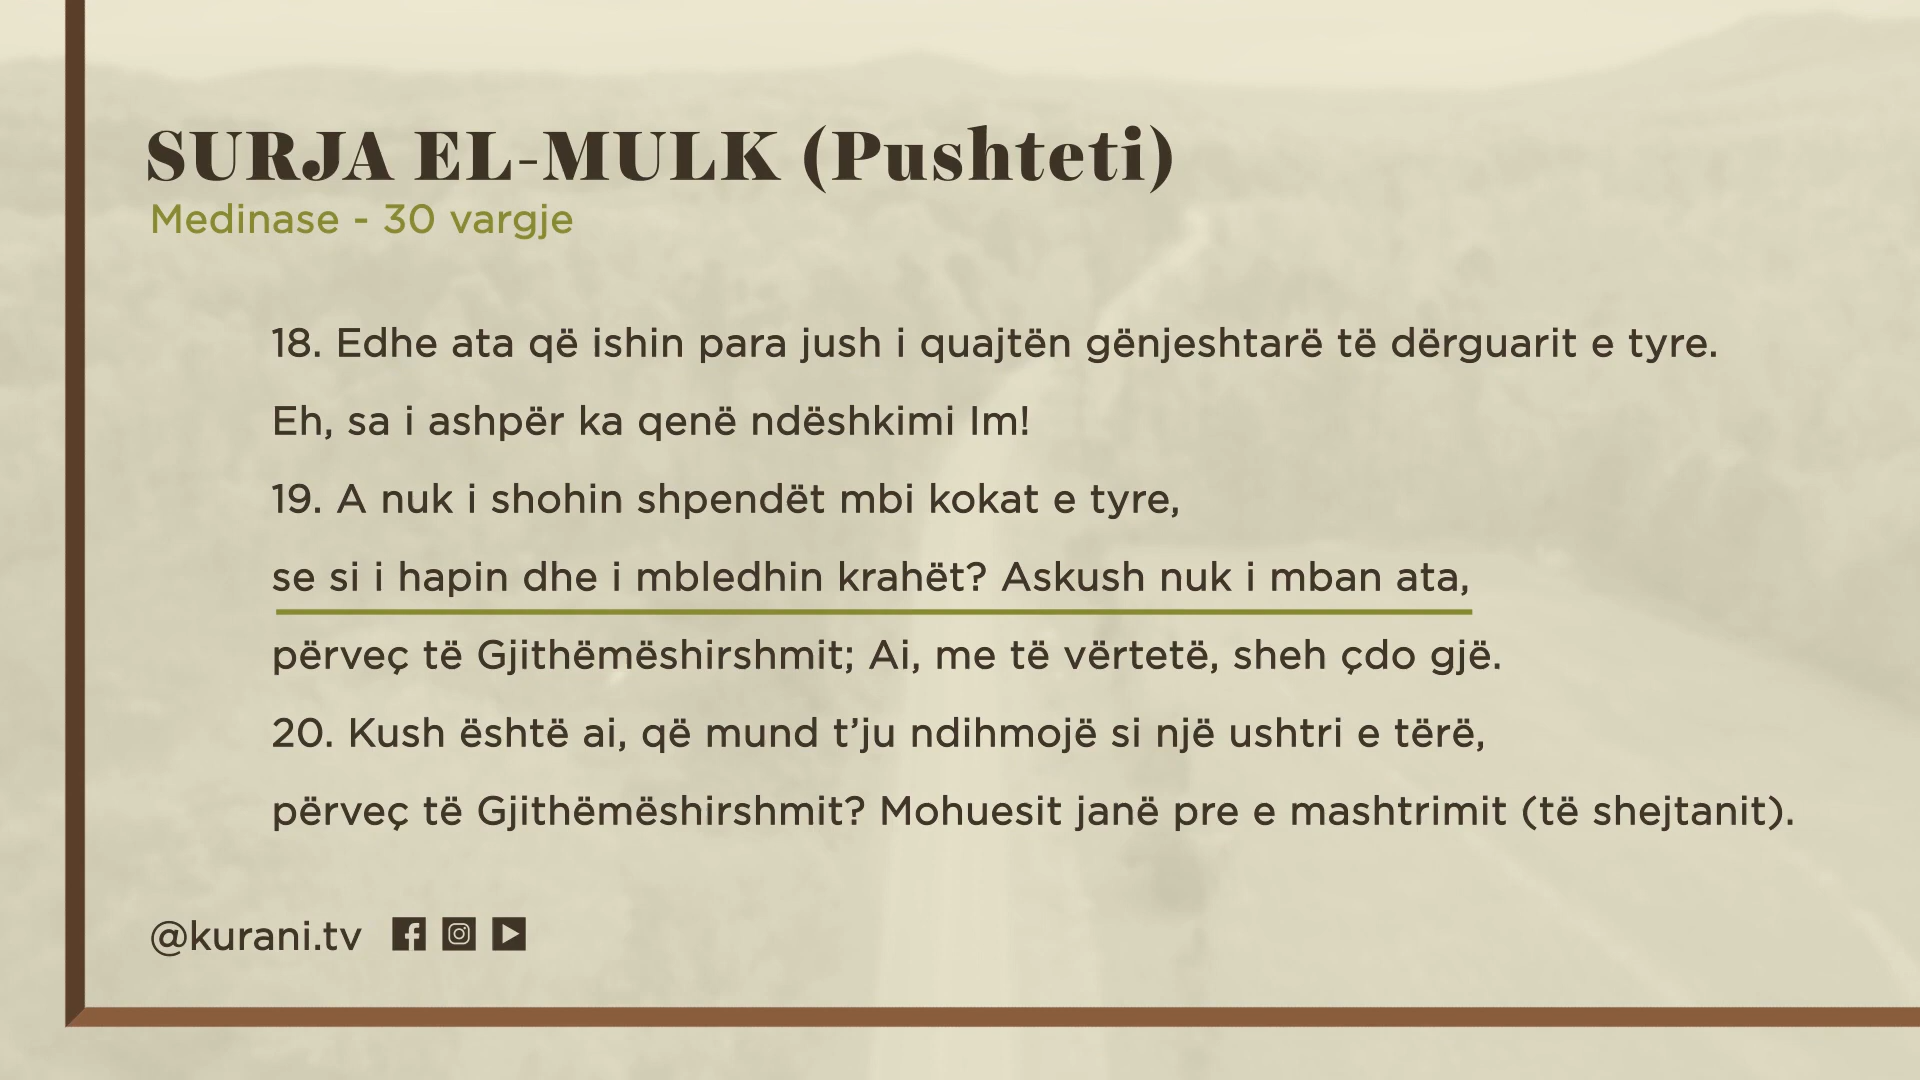 SURJA EL-MULK (Pushteti)
Medinase - 30 vargje
18. Edhe ata që ishin para jush i quajtën gënjeshtarë të dërguarit e tyre.
Eh, sa i ashpër ka qenë ndëshkimi Im!
19. A nuk i shohin shpendët mbi kokat e tyre,
se si i hapin dhe i mbledhin krahët? Askush nuk i mban ata,
përveç të Gjithëmëshirshmit; Ai, me të vërtetë, sheh çdo gjë.
20. Kush është ai, që mund t’ju ndihmojë si një ushtri e tërë,
përveç të Gjithëmëshirshmit? Mohuesit janë pre e mashtrimit (të shejtanit).
@kurani.tv